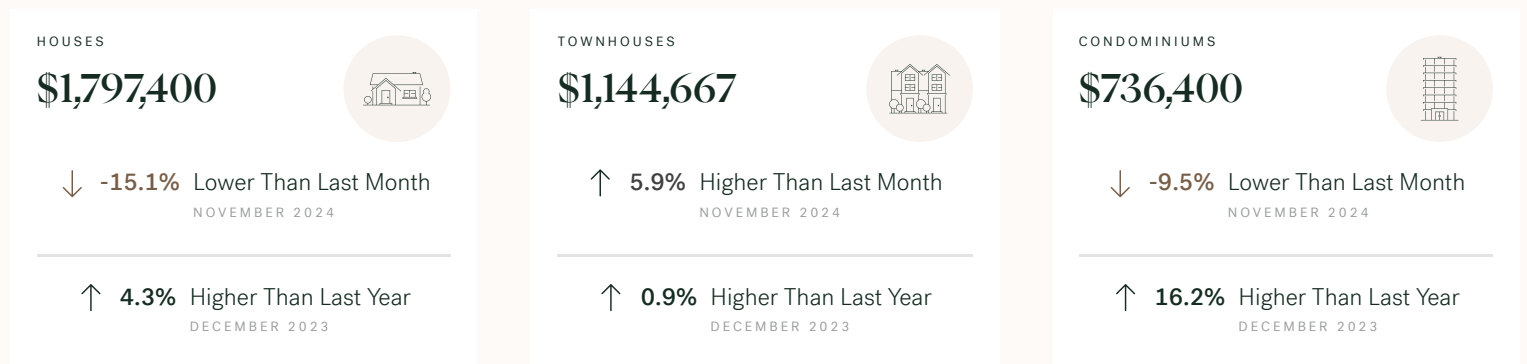 HOUSES
$1,797,400
-15.1% Lower Than Last Month
NOVEMBER 2024
4.3% Higher Than Last Year
DECEMBER 2023
TOWNHOUSES
$1,144,667
5.9% Higher Than Last Month
NOVEMBER 2024
0.9% Higher Than Last Year
DECEMBER 2023
CONDOMINIUMS
$736,400
-9.5% Lower Than Last Month
NOVEMBER 2024
16.2% Higher Than Last Year
DECEMBER 2023